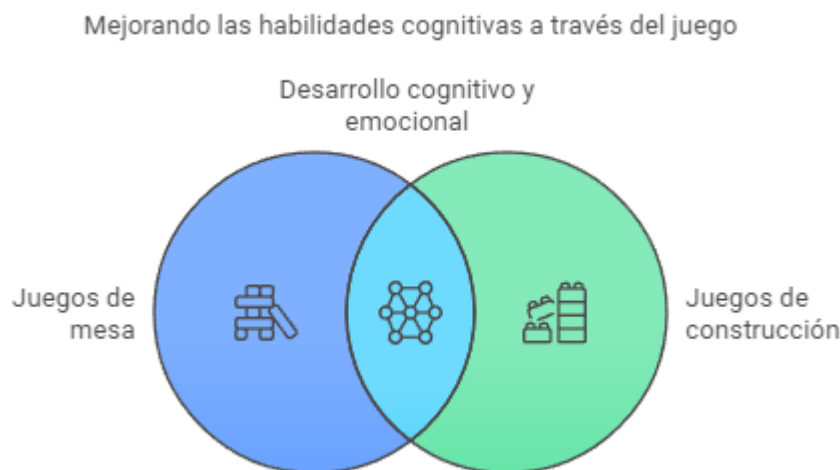 Mejorando las habilidades cognitivas a través del juego
Desarrollo cognitivo y
emocional
Juegos de
mesa
Juegos de
construcción